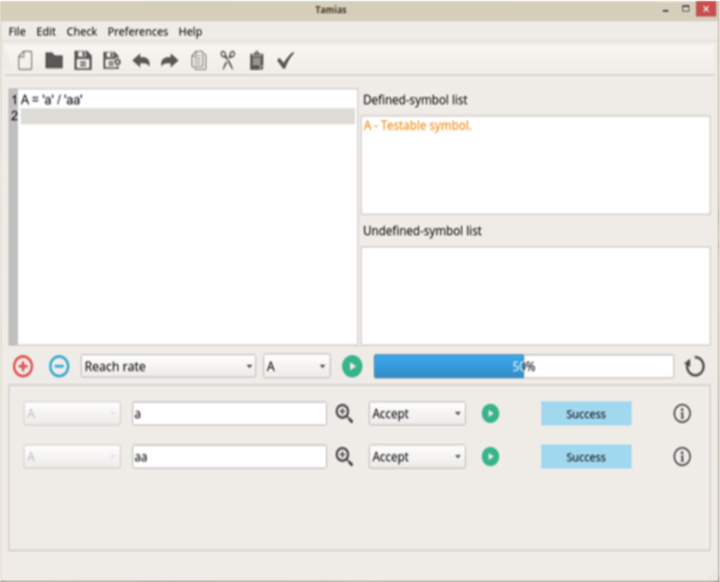 Tamias
File Edit Check Preferences Help
1 A = 'a' / 'aa'
2
Defined-symbol list
A - Testable symbol.
Undefined-symbol list
Reach rate A 50%
A a Accept Success
A aa Accept Success